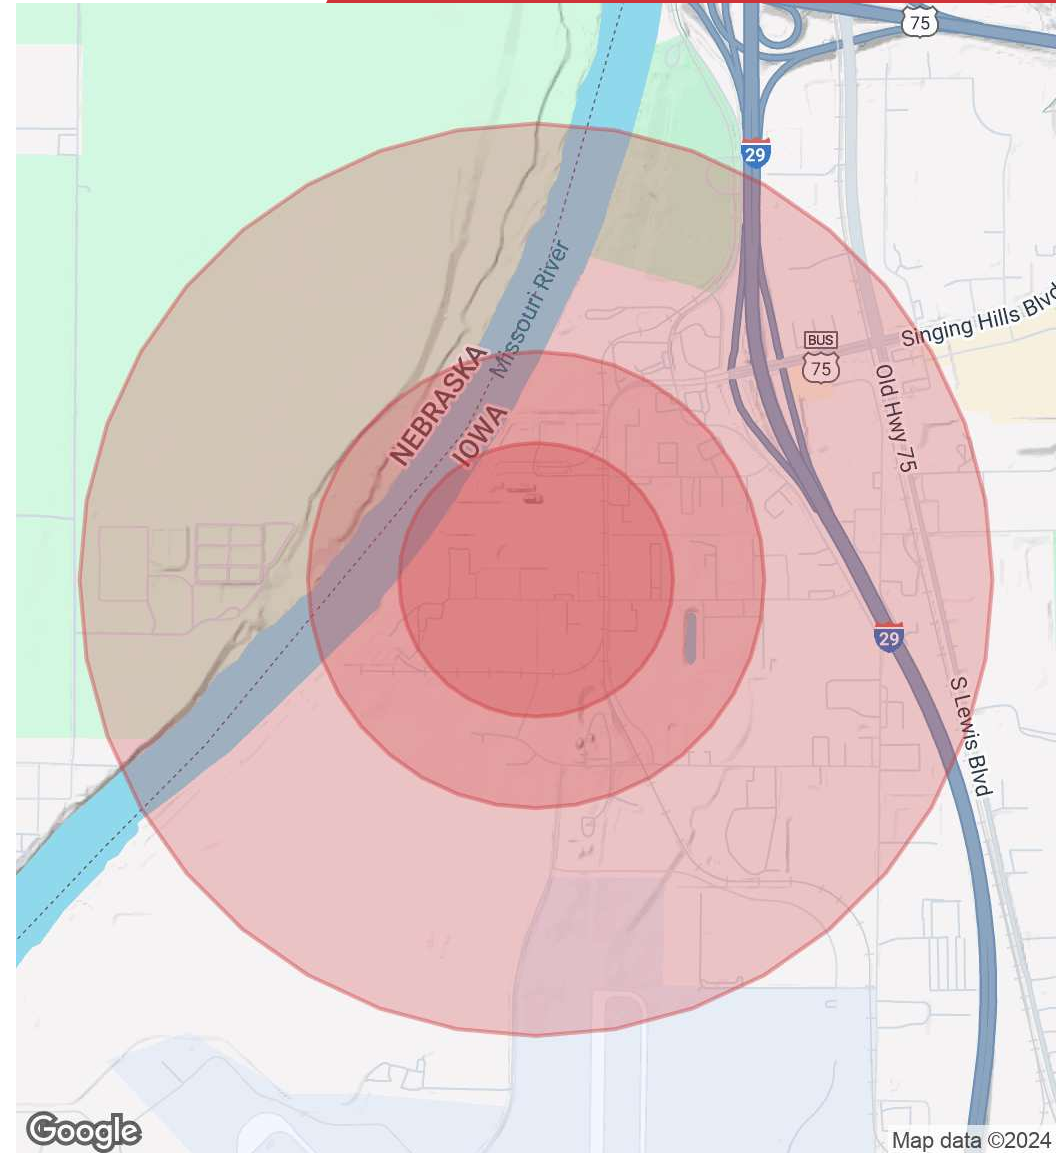 75
29
Missouri River
Singing Hills Blvd
BUS
75
NEBRASKA
IOWA
Old Hwy 75
29
S Lewis Blvd
Google
Map data ©2024